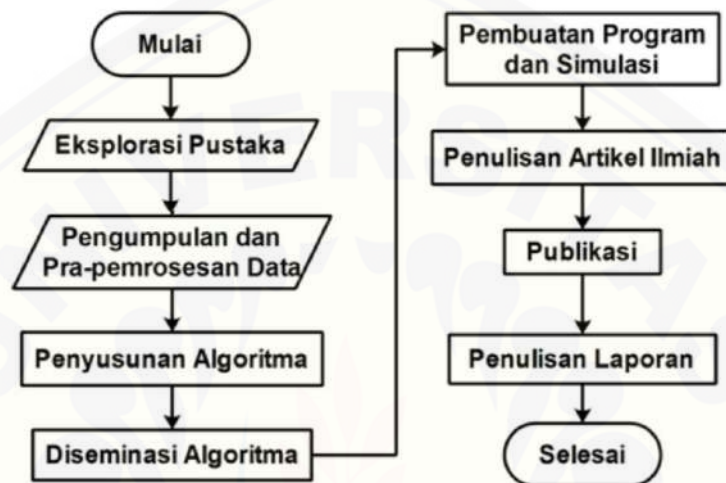 Mulai
Eksplorasi Pustaka
Pengumpulan dan
Pra-pemrosesan Data
Penyusunan Algoritma
Diseminasi Algoritma
Pembuatan Program
dan Simulasi
Penulisan Artikel Ilmiah
Publikasi
Penulisan Laporan
Selesai